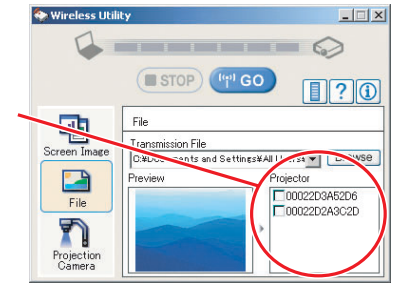 Wireless Utility
STOP
GO
?
i
Screen Image
File
Projection
Camera
File
Transmission File
C:¥Documents and Settings¥All Users
Browse
Preview
Projector
00022D3A52D6
00022D2A3C2D